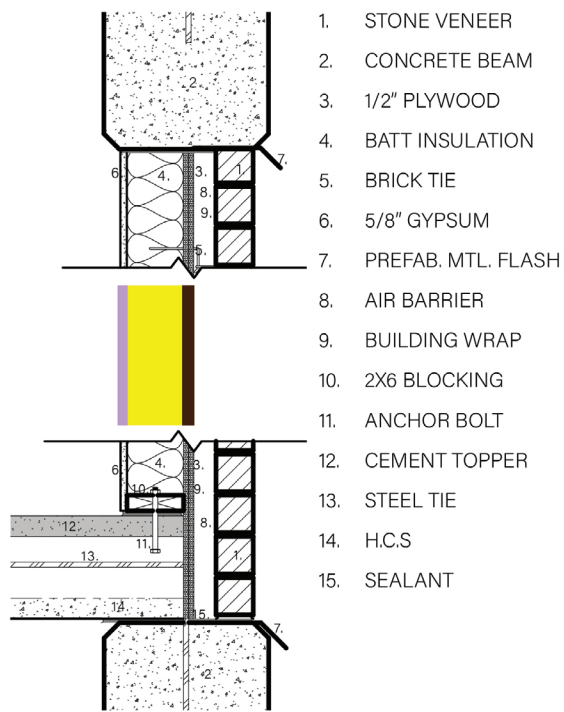 1. STONE VENEER
2. CONCRETE BEAM
3. 1/2" PLYWOOD
4. BATT INSULATION
5. BRICK TIE
6. 5/8" GYPSUM
7. PREFAB. MTL. FLASH
8. AIR BARRIER
9. BUILDING WRAP
10. 2X6 BLOCKING
11. ANCHOR BOLT
12. CEMENT TOPPER
13. STEEL TIE
14. H.C.S
15. SEALANT
2.
7.
6. 4. 3. 1.
8.
9.
5.
6. 4. 3.
10. 9.
12 8.
11.
13. 1.
14.
15.
7.
2.